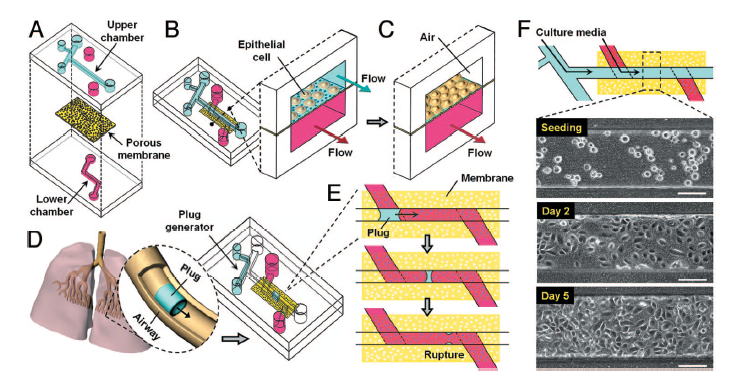 A
Upper
chamber
Porous
membrane
Lower
chamber
B
Epithelial
cell
Flow
Flow
C
Air
Flow
D
Plug
Airway
Plug
generator
E
Membrane
Plug
Rupture
F
Culture media
Seeding
Day 2
Day 5